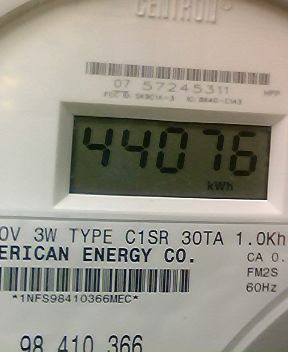 CENTRON
07 57245311
HPP
44076
kWh
0V 3W TYPE C1SR 30TA 1.0Kh
ERICAN ENERGY CO. CA 0.
FM2S
*1NFS98410366MEC* 60Hz
98 410 366